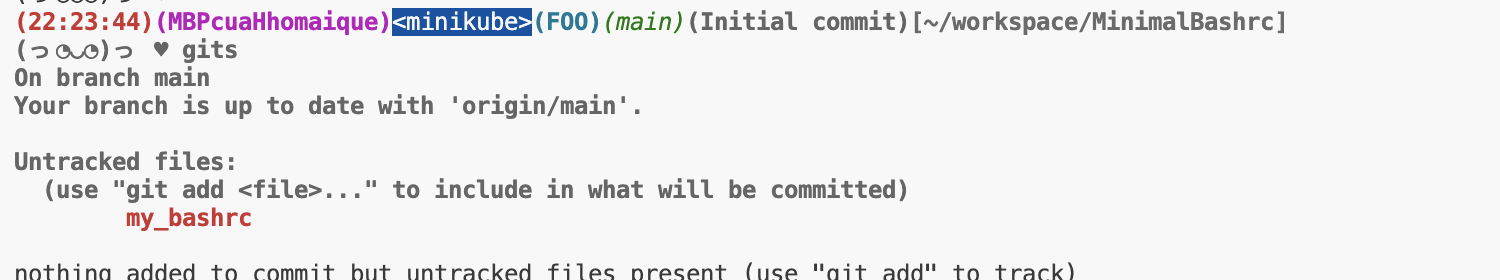 (22:23:44)(MBPcuaHhomaique)<minikube>(FOO)(main)(Initial commit)[~/workspace/MinimalBashrc]
(っ◔◡◔)っ ♥ gits
On branch main
Your branch is up to date with 'origin/main'.
Untracked files:
(use "git add <file>..." to include in what will be committed)
my_bashrc
nothing added to commit but untracked files present (use "git add" to track)